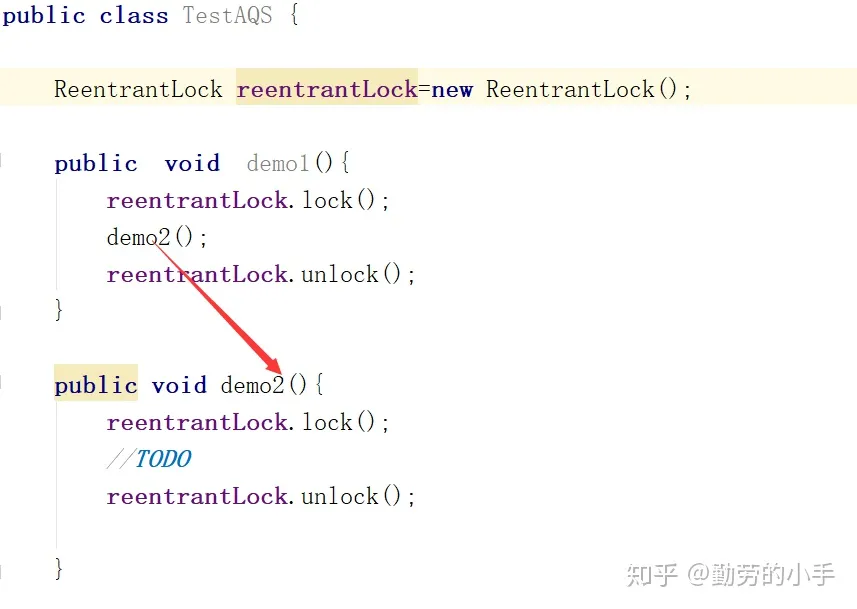 public class TestAQS {
ReentrantLock reentrantLock=new ReentrantLock();
public  void  demo1(){
reentrantLock.lock();
demo2();
reentrantLock.unlock();
}
public void demo2(){
reentrantLock.lock();
//TODO
reentrantLock.unlock();
}
知乎 @勤劳的小手